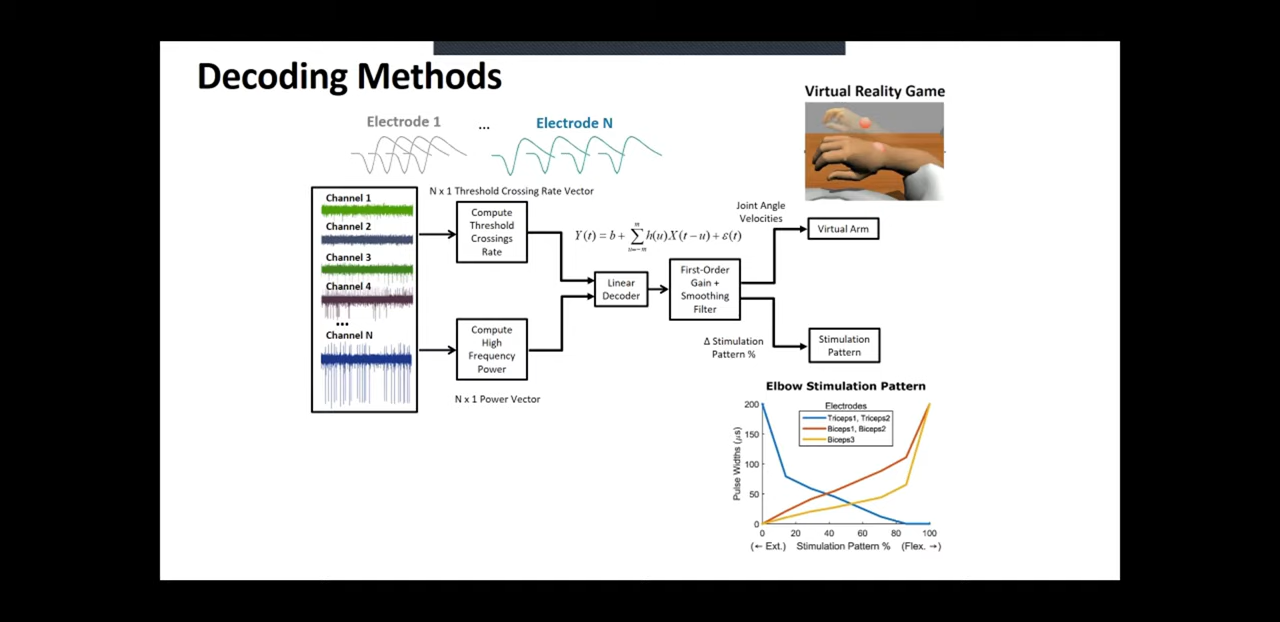 Decoding Methods
Electrode 1
...
Electrode N
Virtual Reality Game
N x 1 Threshold Crossing Rate Vector
Channel 1
Channel 2
Channel 3
Channel 4
...
Channel N
Compute
Threshold
Crossings
Rate
Compute
High
Frequency
Power
N x 1 Power Vector
Y(t) = b + ∑ h(u)X(t − u) + ε(t)
Linear
Decoder
First-Order
Gain +
Smoothing
Filter
Joint Angle
Velocities
Virtual Arm
Δ Stimulation
Pattern %
Stimulation
Pattern
Elbow Stimulation Pattern
Electrodes
Triceps1, Triceps2
Biceps1, Biceps2
Biceps3
Pulse Widths (μs)
200
150
100
50
0
0 20 40 60 80 100
(← Ext.) Stimulation Pattern % (Flex. →)